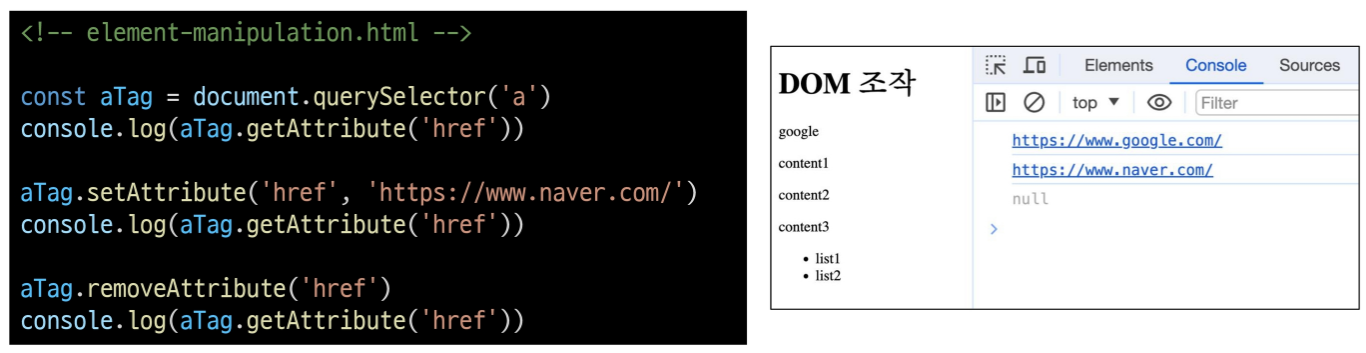 <!-- element-manipulation.html -->
const aTag = document.querySelector('a')
console.log(aTag.getAttribute('href'))
aTag.setAttribute('href', 'https://www.naver.com/')
console.log(aTag.getAttribute('href'))
aTag.removeAttribute('href')
console.log(aTag.getAttribute('href'))
DOM 조작
google
content1
content2
content3
• list1
• list2
Elements Console Sources
top ▼ Filter
https://www.google.com/
https://www.naver.com/
null
>